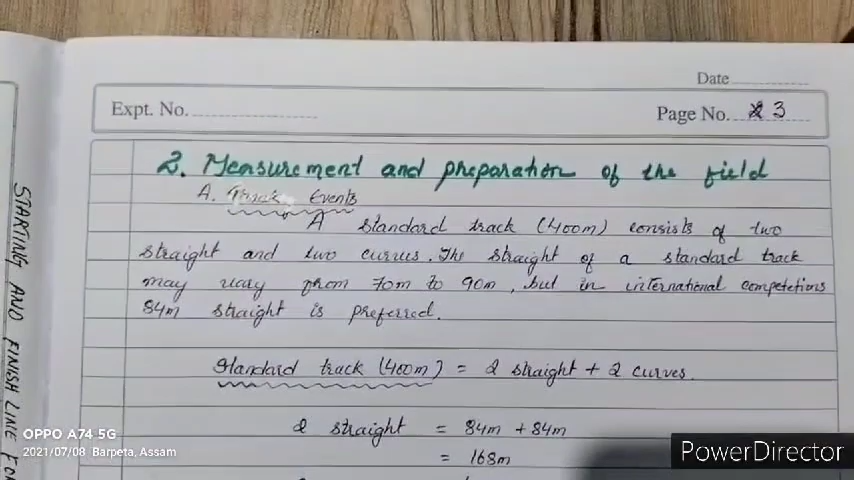 Date
Expt. No.
Page No. 3
2. Measurement and preparation of the field
A. Track Events
A standard track (400m) consists of two
straight and two curves. The straight of a standard track
may vary from 70m to 90m, but in international competetions
84m straight is preferred.
Standard track (400m) = 2 straight + 2 curves.
2 straight = 84m + 84m
= 168m
STARTING AND FINISH LINE FOR
OPPO A74 5G
2021/07/08 Barpeta, Assam
PowerDirector